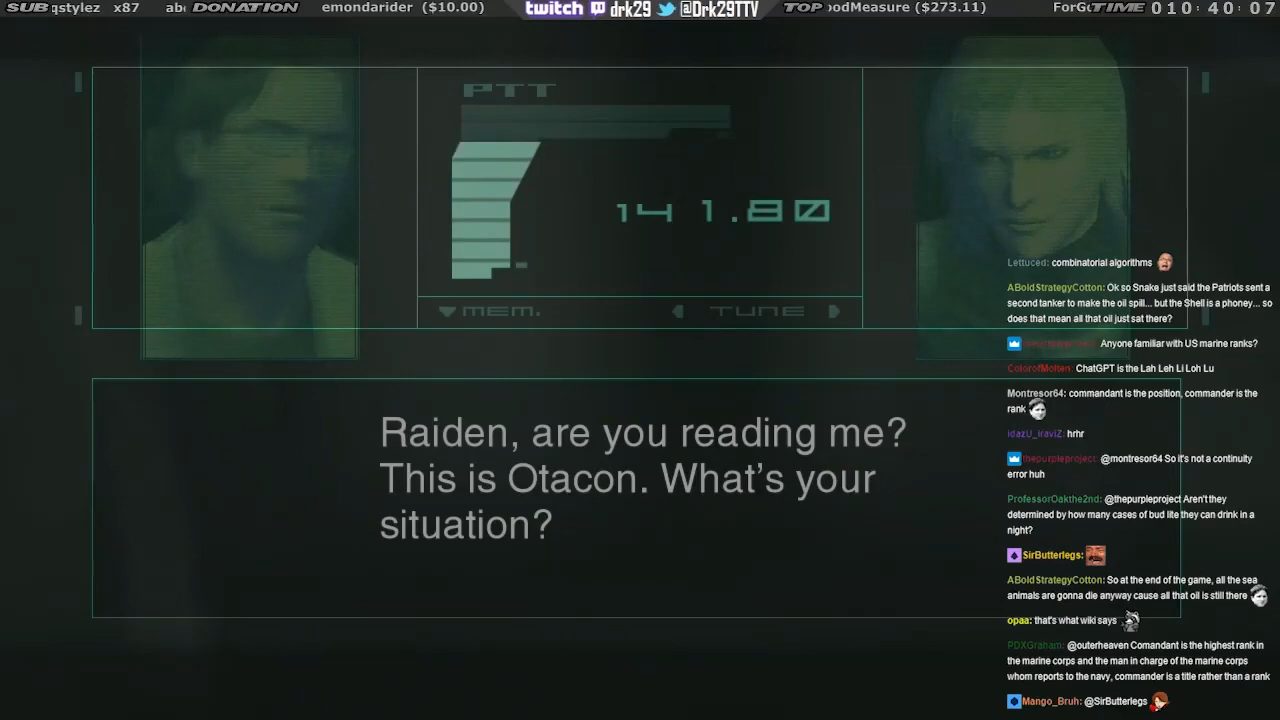 SUB qstylez x87 abc DONATION emondarider ($10.00) twitch drk29 @Drk29TTV TOP oodMeasure ($273.11) ForGo TIME 010:40:07
PTT
141.80
MEM.
TUNE
Raiden, are you reading me?
This is Otacon. What's your
situation?
Lettuced: combinatorial algorithms
ABoldStrategyCotton: Ok so Snake just said the Patriots sent a
second tanker to make the oil spill... but the Shell is a phoney... so
does that mean all that oil just sat there?
Anyone familiar with US marine ranks?
ColorofMolten: ChatGPT is the Lah Leh Li Loh Lu
Montresor64: commandant is the position, commander is the
rank
idazU_iraviZ: hrhr
thepurpleproject: @montresor64 So it's not a continuity
error huh
ProfessorOakthe2nd: @thepurpleproject Aren't they
determined by how many cases of bud lite they can drink in a
night?
SirButterlegs:
ABoldStrategyCotton: So at the end of the game, all the sea
animals are gonna die anyway cause all that oil is still there
opaa: that's what wiki says
PDXGraham: @outerheaven Comandant is the highest rank in
the marine corps and the man in charge of the marine corps
whom reports to the navy, commander is a title rather than a rank
Mango_Bruh: @SirButterlegs